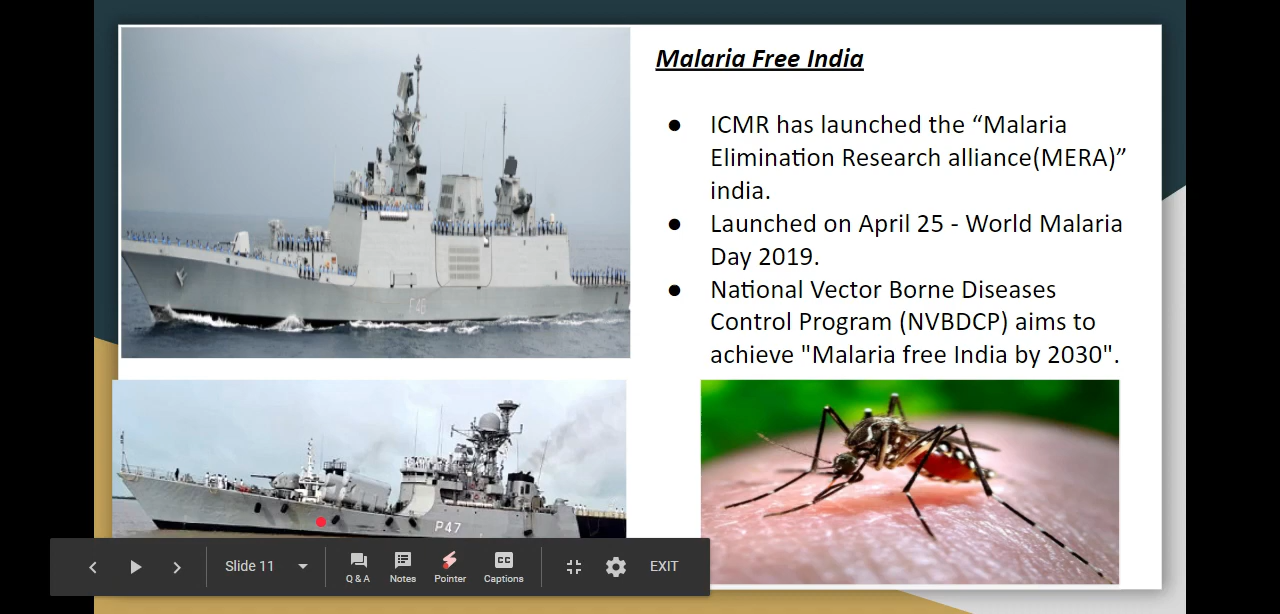 Malaria Free India
● ICMR has launched the “Malaria
Elimination Research alliance(MERA)”
india.
● Launched on April 25 - World Malaria
Day 2019.
● National Vector Borne Diseases
Control Program (NVBDCP) aims to
achieve "Malaria free India by 2030".
F 46
P47
Slide 11
Q & A
Notes
Pointer
CC
Captions
EXIT